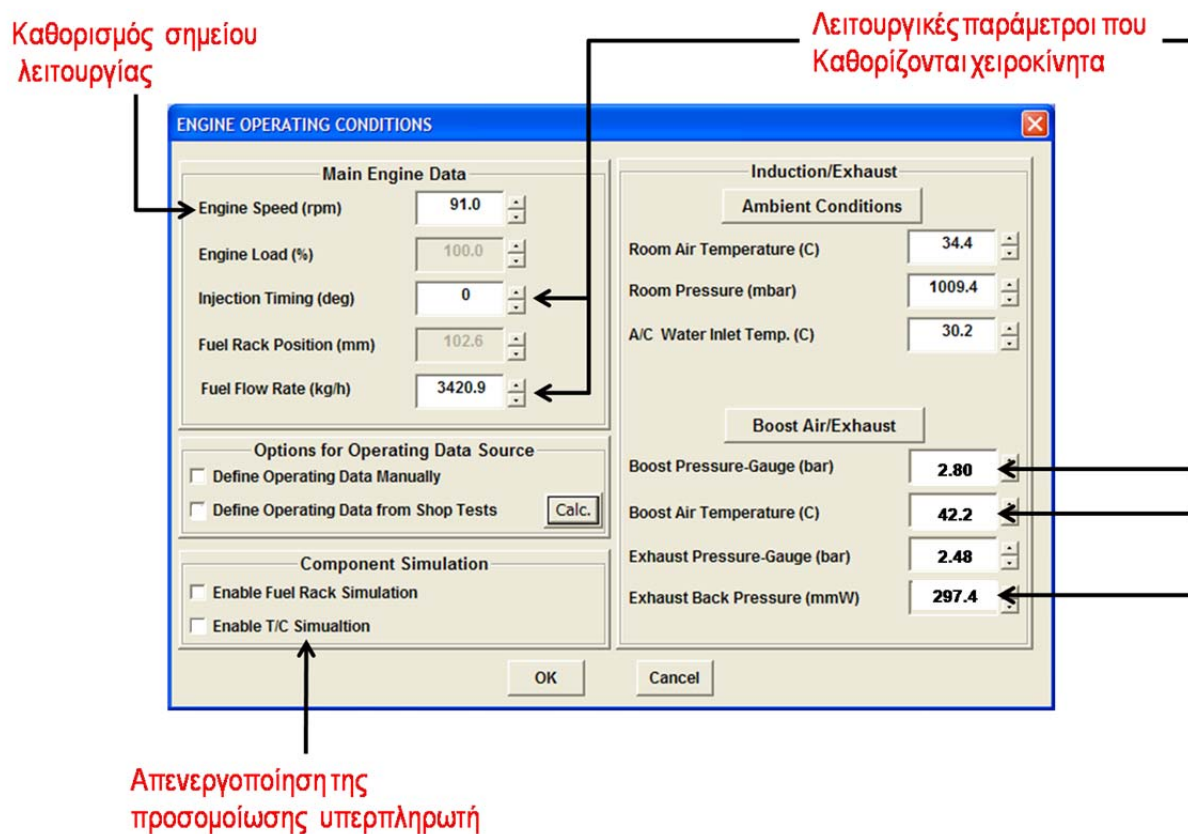 Καθορισμός σημείου
λειτουργίας
Λειτουργικές παράμετροι που
Καθορίζονται χειροκίνητα
ENGINE OPERATING CONDITIONS
Main Engine Data
Engine Speed (rpm) 91.0
Engine Load (%) 100.0
Injection Timing (deg) 0
Fuel Rack Position (mm) 102.6
Fuel Flow Rate (kg/h) 3420.9
Options for Operating Data Source
Define Operating Data Manually
Define Operating Data from Shop Tests Calc.
Component Simulation
Enable Fuel Rack Simulation
Enable T/C Simualtion
Induction/Exhaust
Ambient Conditions
Room Air Temperature (C) 34.4
Room Pressure (mbar) 1009.4
A/C Water Inlet Temp. (C) 30.2
Boost Air/Exhaust
Boost Pressure-Gauge (bar) 2.80
Boost Air Temperature (C) 42.2
Exhaust Pressure-Gauge (bar) 2.48
Exhaust Back Pressure (mmW) 297.4
OK Cancel
Απενεργοποίηση της
προσομοίωσης υπερπληρωτή